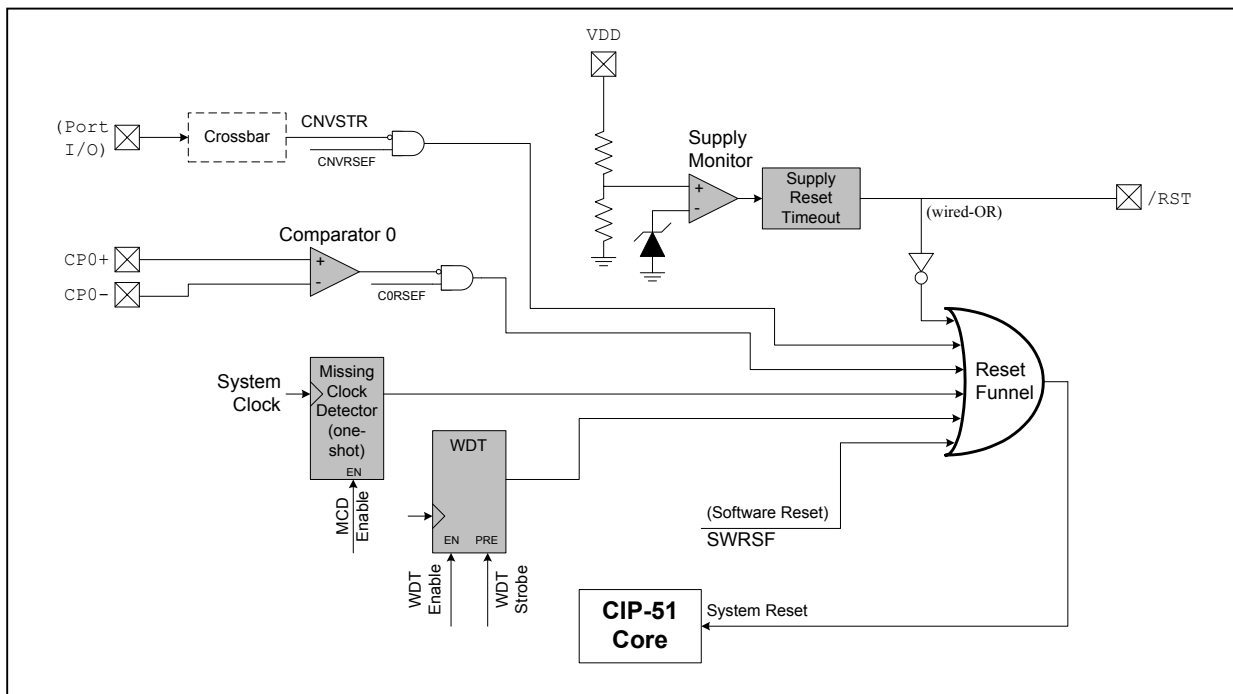 VDD
(Port
I/O)
Crossbar
CNVSTR
CNVRSEF
Supply
Monitor
+
-
Supply
Reset
Timeout
(wired-OR)
/RST
Comparator 0
CP0+
CP0-
+
-
C0RSEF
Reset
Funnel
System
Clock
Missing
Clock
Detector
(one-
shot)
EN
MCD
Enable
WDT
EN
PRE
WDT
Enable
WDT
Strobe
(Software Reset)
SWRSF
CIP-51
Core
System Reset